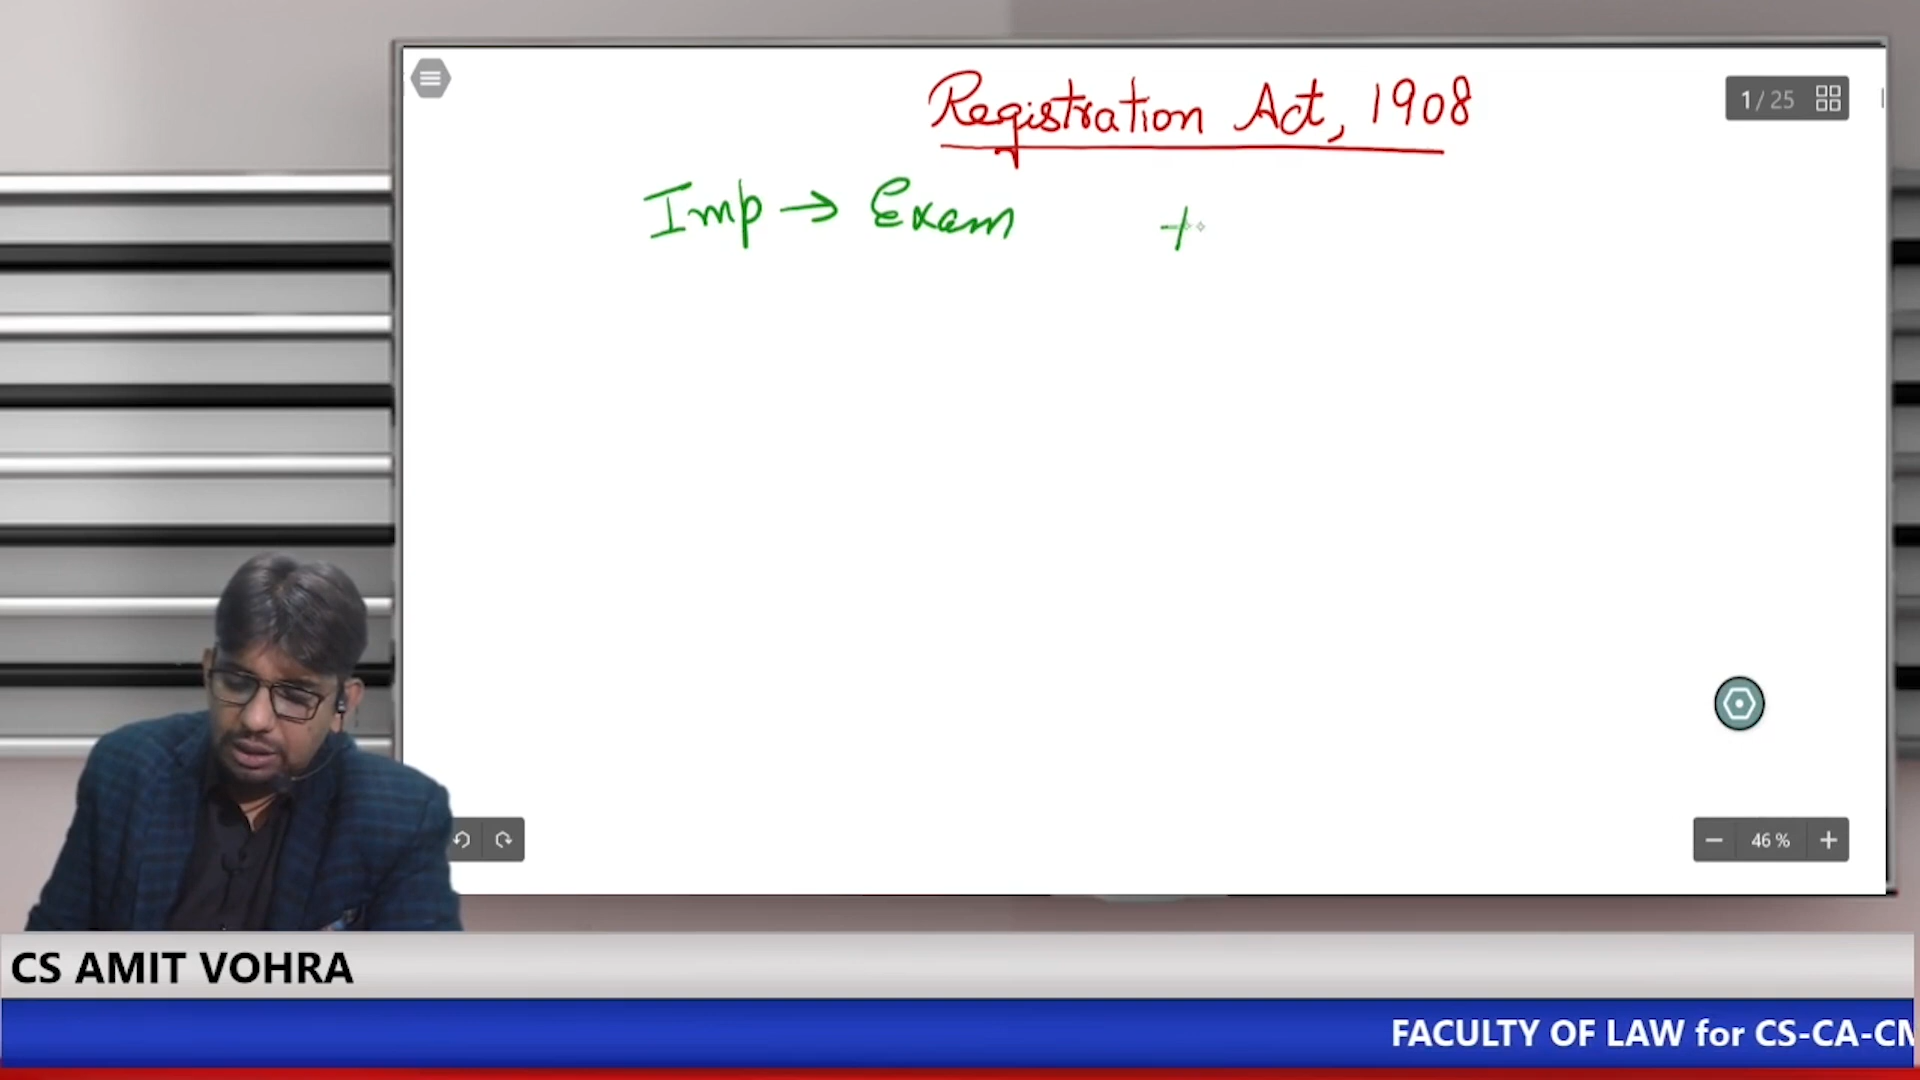 Registration Act, 1908
1 / 25
Imp → Exam +
46 %
CS AMIT VOHRA
FACULTY OF LAW for CS-CA-CM